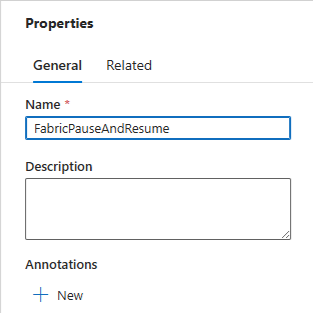 Properties
General Related
Name *
FabricPauseAndResume
Description
Annotations
New